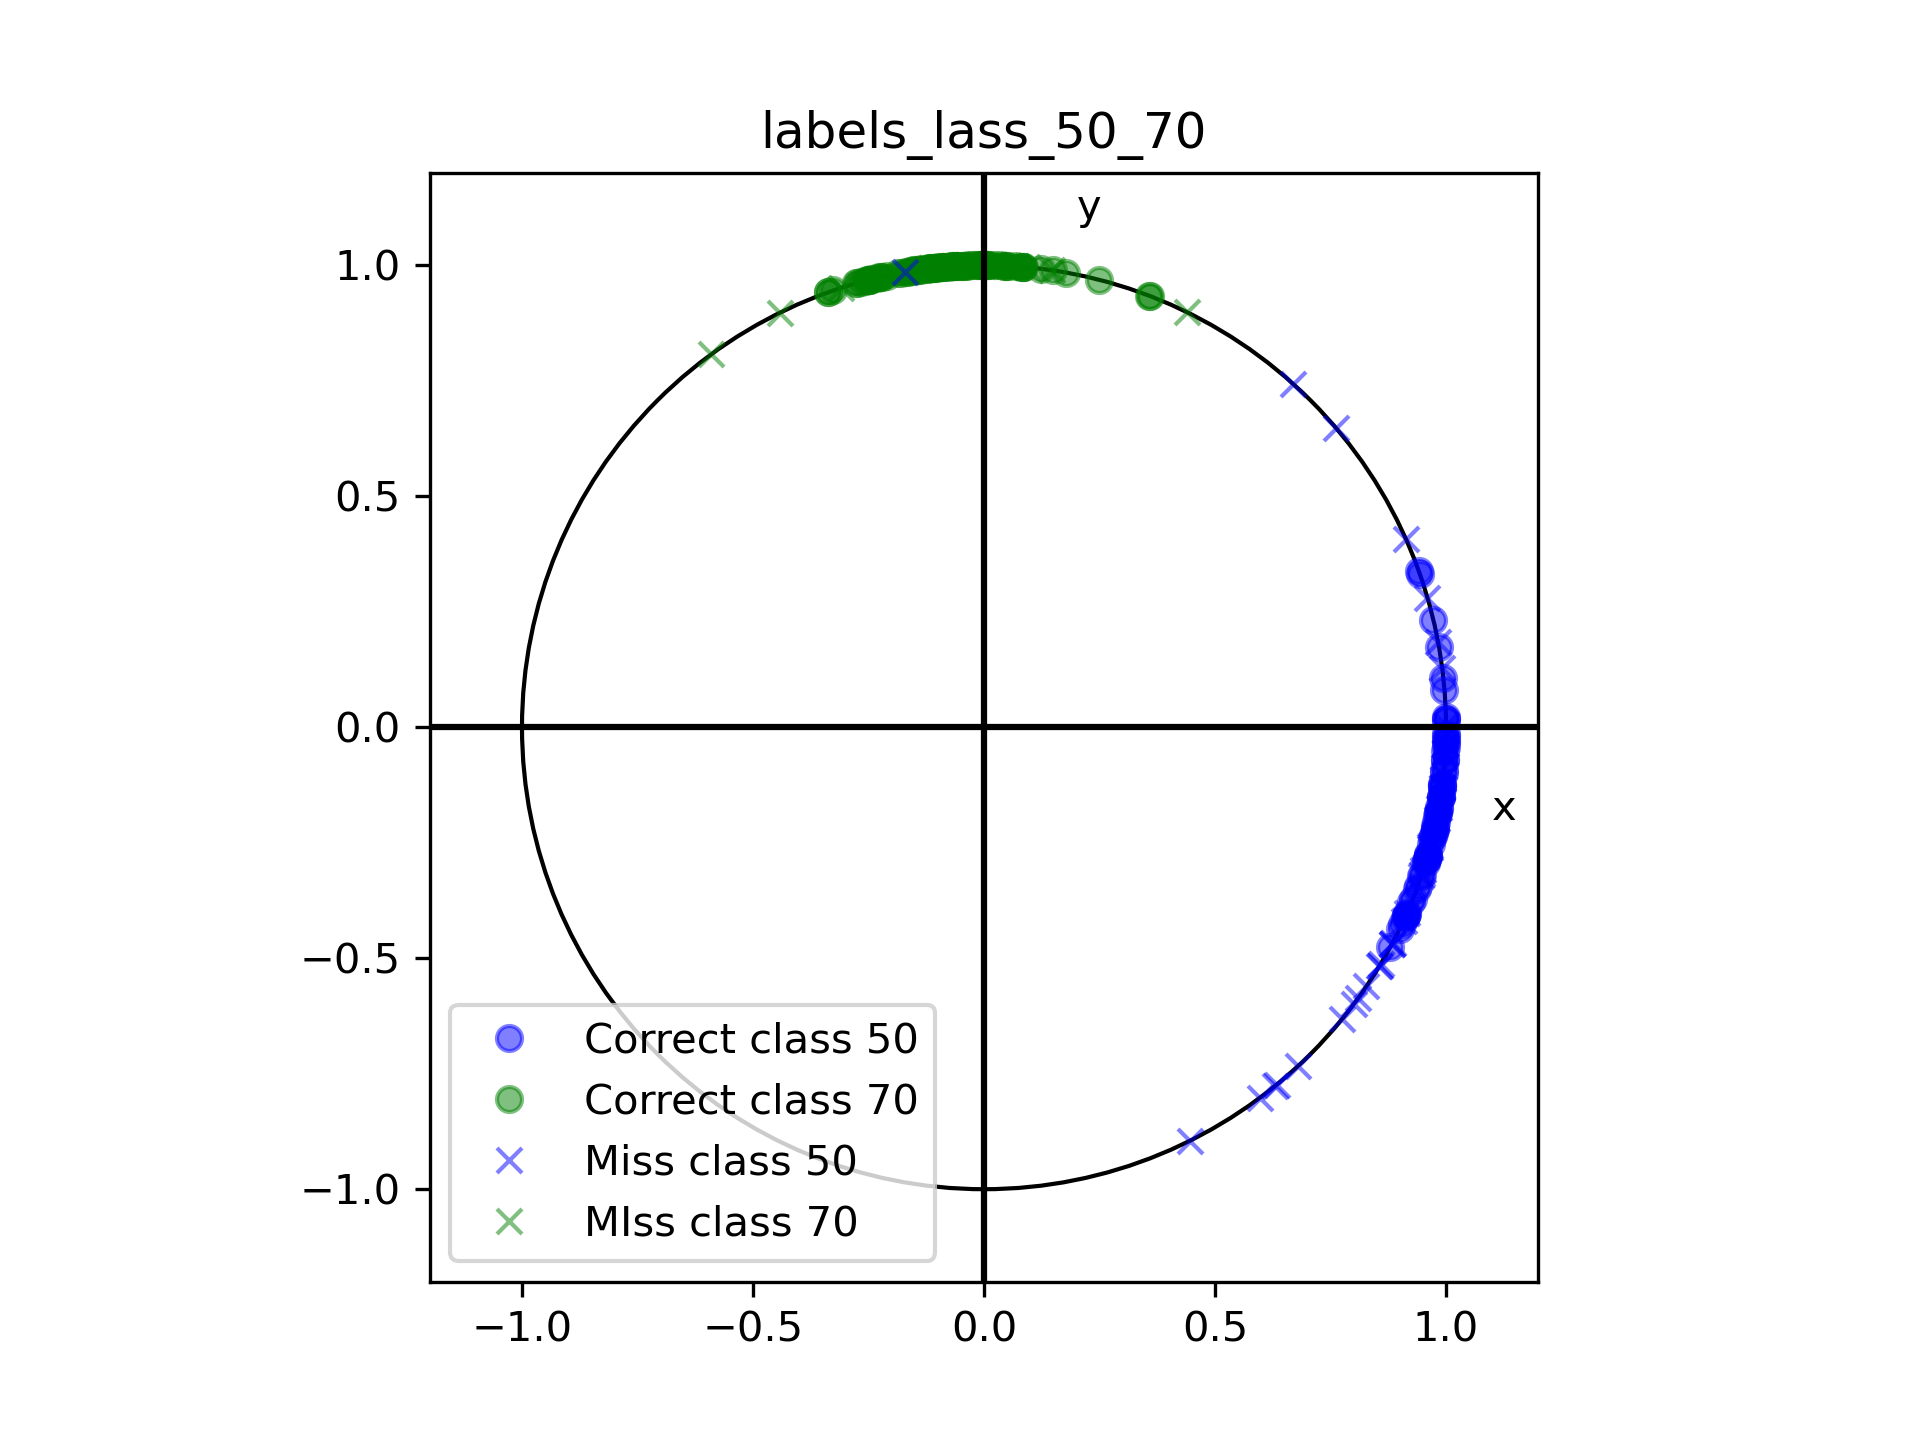 labels_lass_50_70
y
1.0
0.5
0.0
x
−0.5
−1.0
Correct class 50
Correct class 70
Miss class 50
MIss class 70
−1.0 −0.5 0.0 0.5 1.0